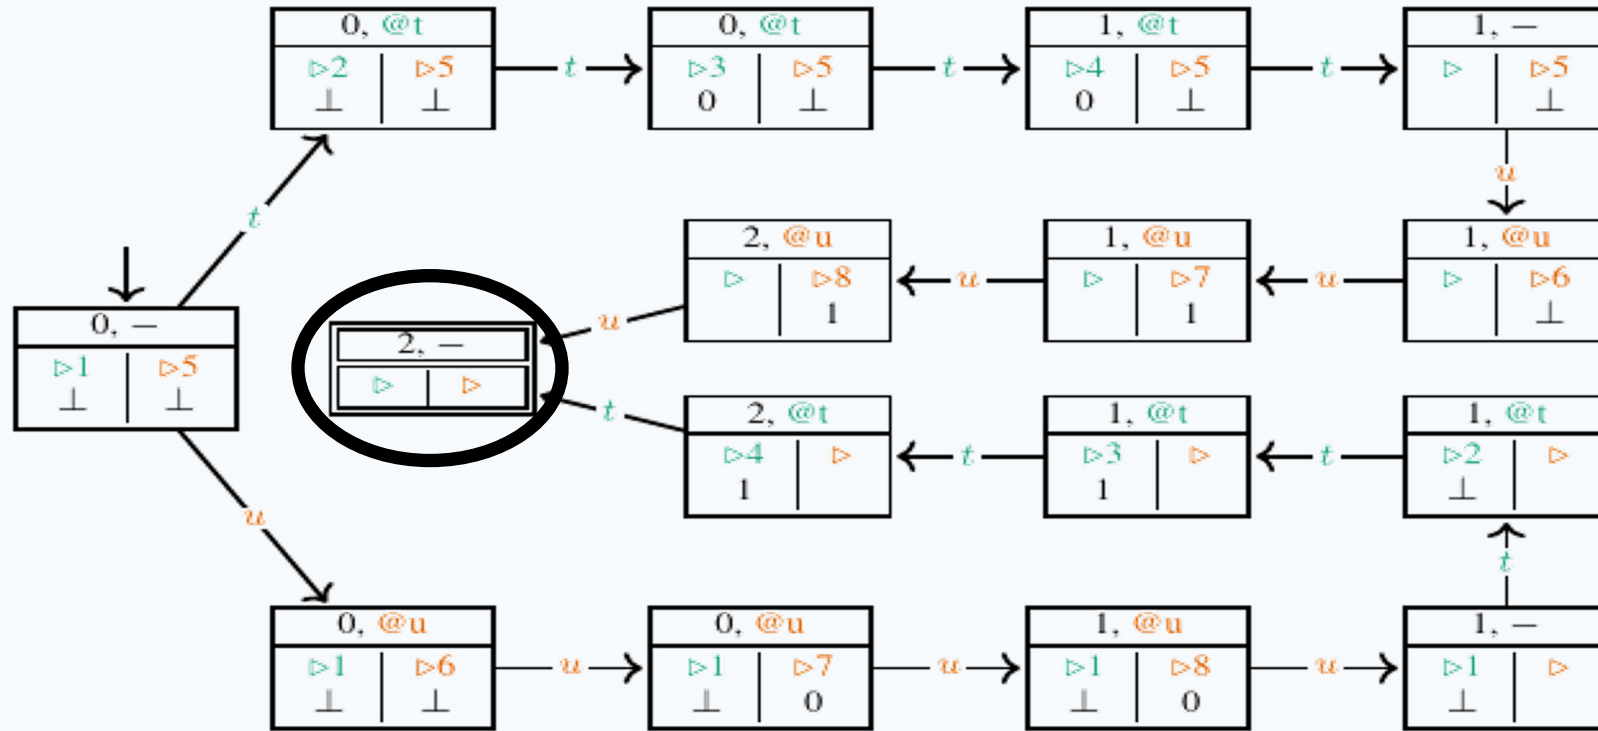 0, @t
▷2 ▷5
⊥ ⊥
t
0, @t
▷3 ▷5
0 ⊥
t
1, @t
▷4 ▷5
0 ⊥
t
1, −
▷ ▷5
⊥
t
u
0, −
▷1 ▷5
⊥ ⊥
2, @u
▷ ▷8
1
u
1, @u
▷ ▷7
1
u
1, @u
▷ ▷6
⊥
u
2, −
▷ ▷
t
2, @t
▷4 ▷
1
t
1, @t
▷3 ▷
1
t
1, @t
▷2 ▷
⊥
u
t
0, @u
▷1 ▷6
⊥ ⊥
u
0, @u
▷1 ▷7
⊥ 0
u
1, @u
▷1 ▷8
⊥ 0
u
1, −
▷1 ▷
⊥